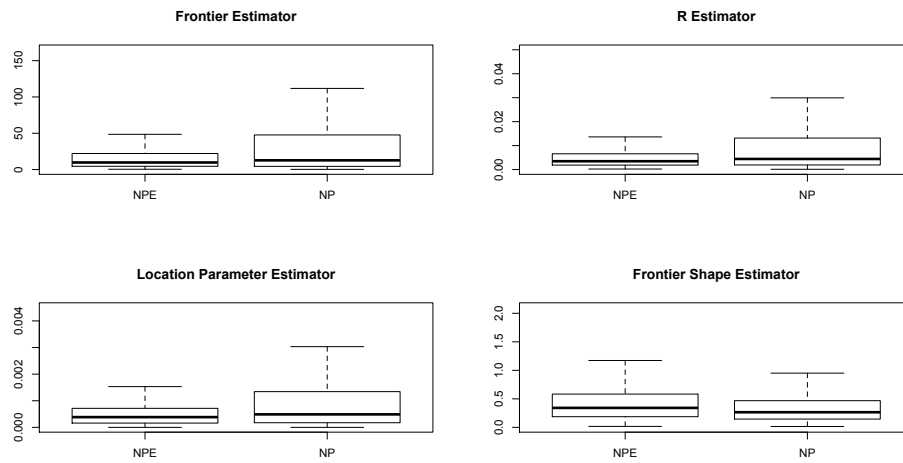 Frontier Estimator
150
100
50
0
NPE NP
R Estimator
0.04
0.02
0.00
NPE NP
Location Parameter Estimator
0.004
0.002
0.000
NPE NP
Frontier Shape Estimator
2.0
1.5
1.0
0.5
0.0
NPE NP